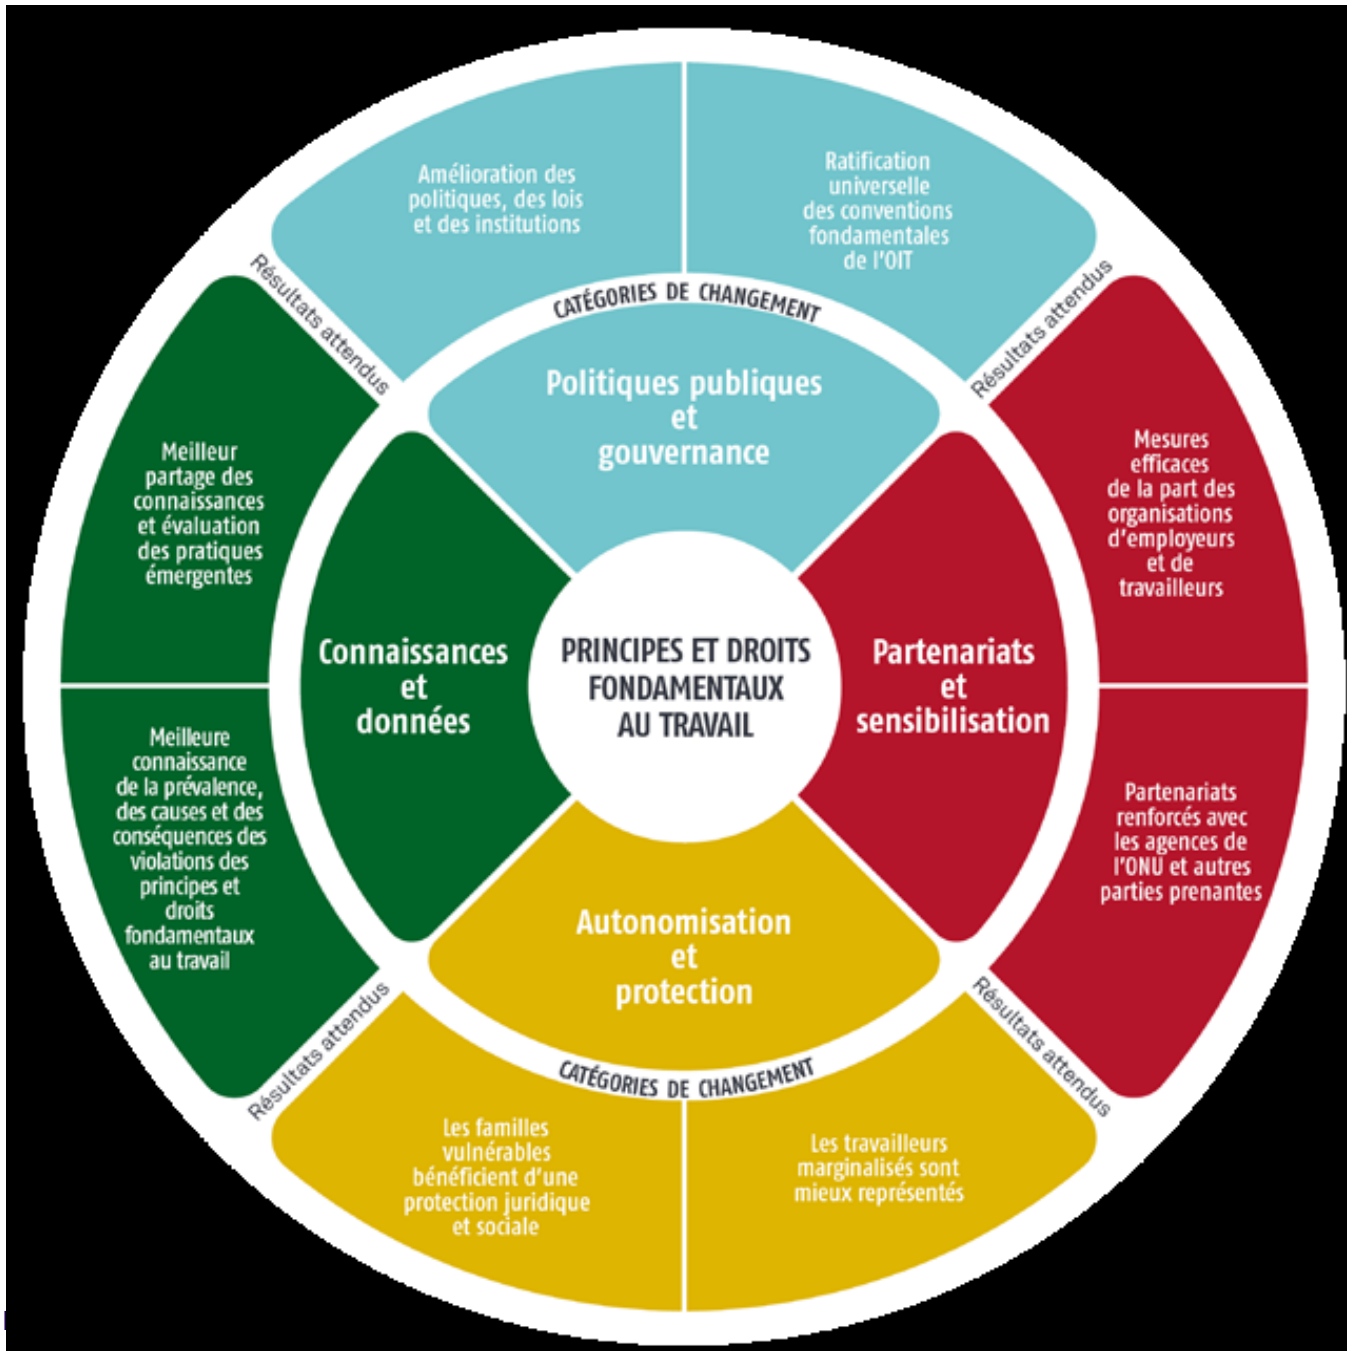 Amélioration des
politiques, des lois
et des institutions
Ratification
universelle
des conventions
fondamentales
de l'OIT
Résultats attendus
Résultats attendus
CATÉGORIES DE CHANGEMENT
Politiques publiques
et
gouvernance
Meilleur
partage des
connaissances
et évaluation
des pratiques
émergentes
Mesures
efficaces
de la part des
organisations
d'employeurs
et de
travailleurs
Connaissances
et
données
PRINCIPES ET DROITS
FONDAMENTAUX
AU TRAVAIL
Partenariats
et
sensibilisation
Meilleure
connaissance
de la prévalence,
des causes et des
conséquences des
violations des
principes et
droits
fondamentaux
au travail
Partenariats
renforcés avec
les agences de
l'ONU et autres
parties prenantes
Autonomisation
et
protection
Résultats attendus
Résultats attendus
CATÉGORIES DE CHANGEMENT
Les familles
vulnérables
bénéficient d'une
protection juridique
et sociale
Les travailleurs
marginalisés sont
mieux représentés